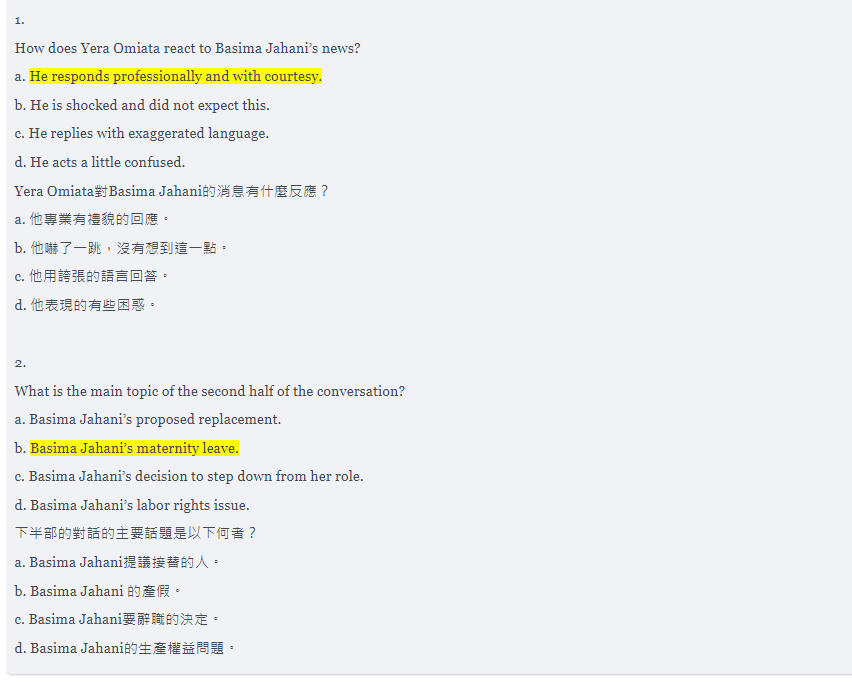 1.
How does Yera Omiata react to Basima Jahani’s news?
a. He responds professionally and with courtesy.
b. He is shocked and did not expect this.
c. He replies with exaggerated language.
d. He acts a little confused.
Yera Omiata對Basima Jahani的消息有什麼反應？
a. 他專業有禮貌的回應。
b. 他嚇了一跳，沒有想到這一點。
c. 他用誇張的語言回答。
d. 他表現的有些困惑。
2.
What is the main topic of the second half of the conversation?
a. Basima Jahani’s proposed replacement.
b. Basima Jahani’s maternity leave.
c. Basima Jahani’s decision to step down from her role.
d. Basima Jahani’s labor rights issue.
下半部的對話的主要話題是以下何者？
a. Basima Jahani提議接替的人。
b. Basima Jahani 的產假。
c. Basima Jahani要辭職的決定。
d. Basima Jahani的生產權益問題。